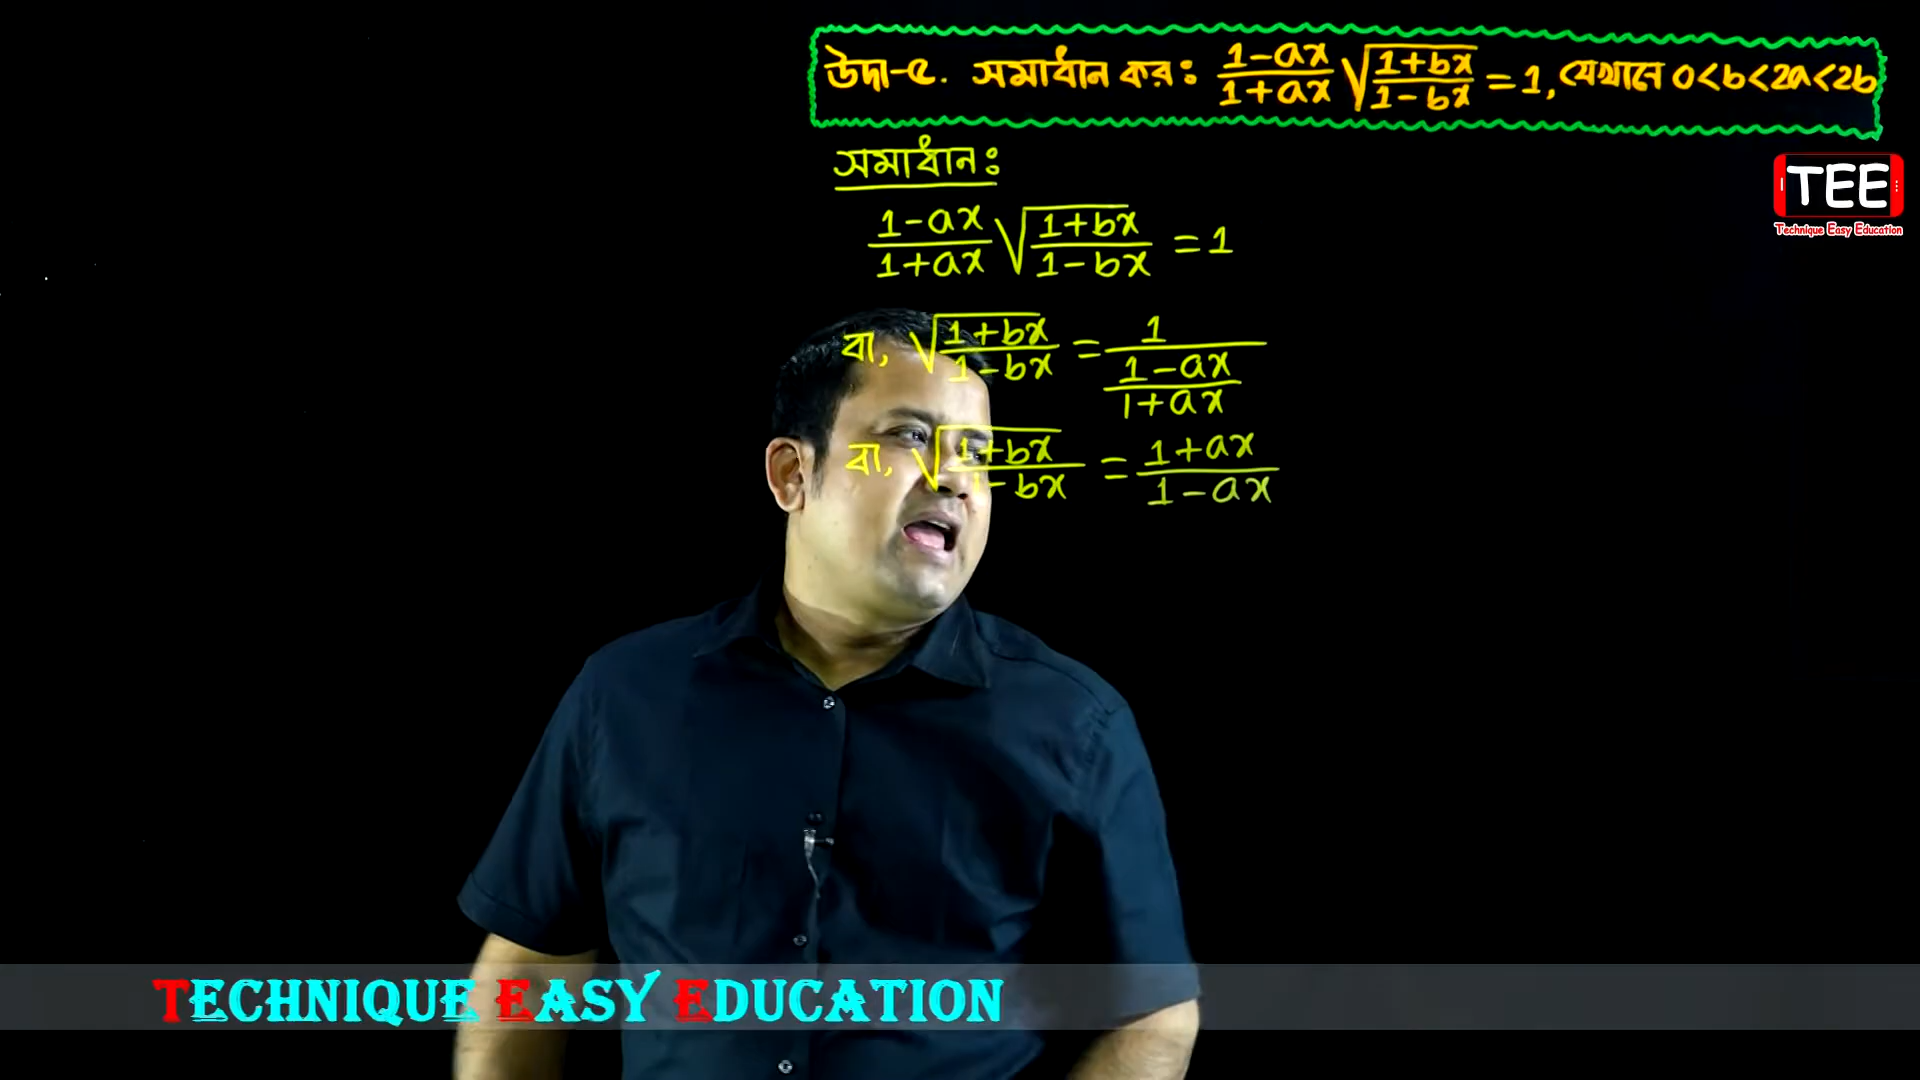 উদা-৫. সমাধান করঃ (1-ax)/(1+ax) √((1+bx)/(1-bx)) = 1, যেখানে 0<b<2a<2b
TEE
Technique Easy Education
সমাধানঃ
(1-ax)/(1+ax) √((1+bx)/(1-bx)) = 1
বা, √((1+bx)/(1-bx)) = 1/((1-ax)/(1+ax))
বা, √((1+bx)/(1-bx)) = (1+ax)/(1-ax)
TECHNIQUE EASY EDUCATION